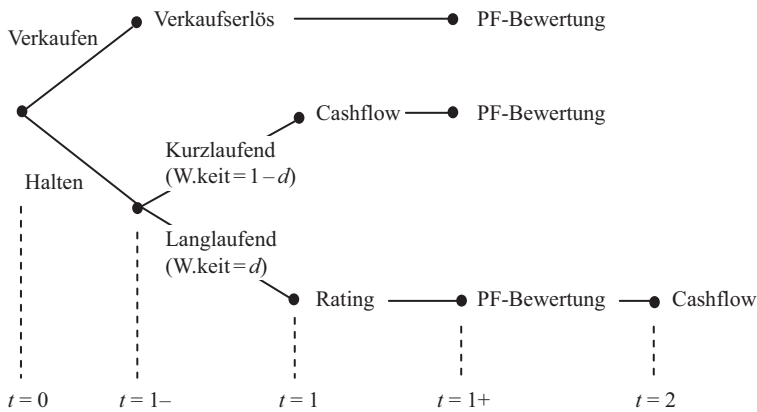 Verkaufen
Verkaufserlös
PF-Bewertung
Cashflow
PF-Bewertung
Kurzlaufend
(W.keit = 1 – d)
Halten
Langlaufend
(W.keit = d)
Rating
PF-Bewertung
Cashflow
t = 0
t = 1–
t = 1
t = 1+
t = 2